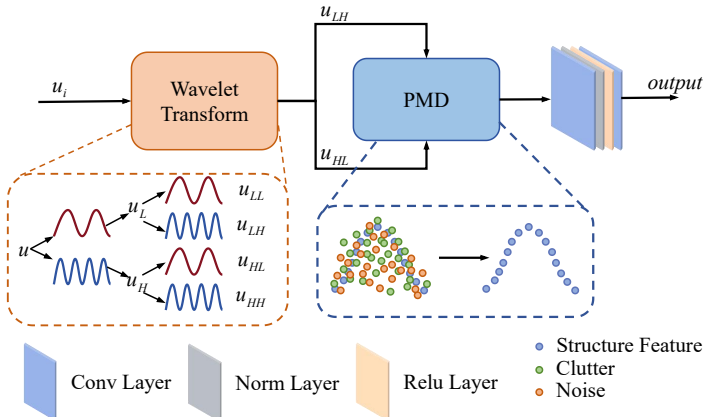 u_LH
u_i
Wavelet
Transform
PMD
output
u_HL
u
u_L
u_H
u_LL
u_LH
u_HL
u_HH
Conv Layer
Norm Layer
Relu Layer
Structure Feature
Clutter
Noise